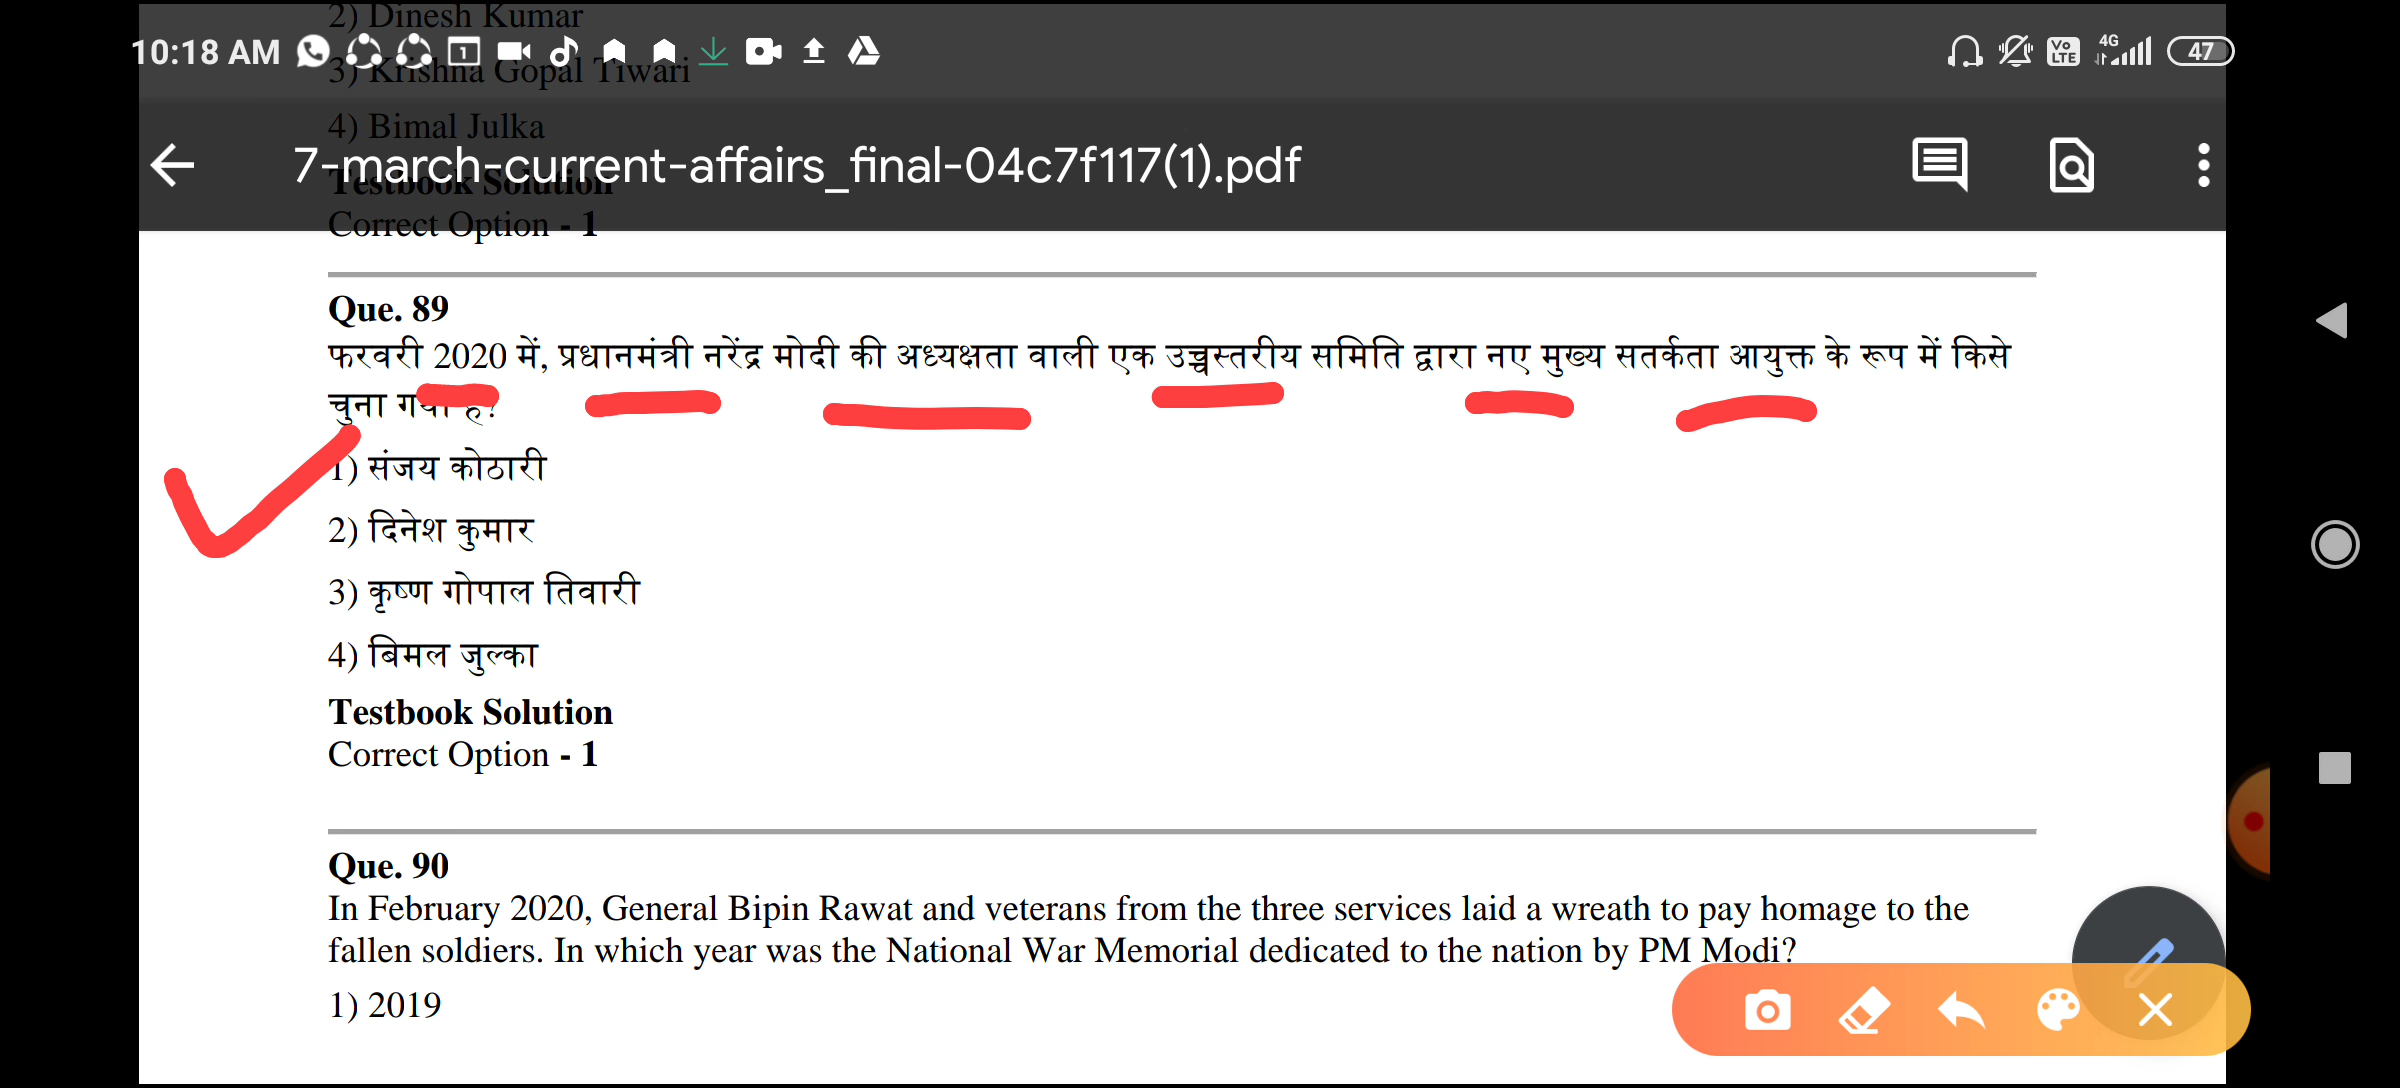 2) Dinesh Kumar
10:18 AM
4G
Vo LTE
47
3) Krishna Gopal Tiwari
4) Bimal Julka
7-march-current-affairs_final-04c7f117(1).pdf
Testbook Solution
Correct Option - 1
Que. 89
फरवरी 2020 में, प्रधानमंत्री नरेंद्र मोदी की अध्यक्षता वाली एक उच्चस्तरीय समिति द्वारा नए मुख्य सतर्कता आयुक्त के रूप में किसे
चुना गया है?
1) संजय कोठारी
2) दिनेश कुमार
3) कृष्ण गोपाल तिवारी
4) बिमल जुल्का
Testbook Solution
Correct Option - 1
Que. 90
In February 2020, General Bipin Rawat and veterans from the three services laid a wreath to pay homage to the
fallen soldiers. In which year was the National War Memorial dedicated to the nation by PM Modi?
1) 2019